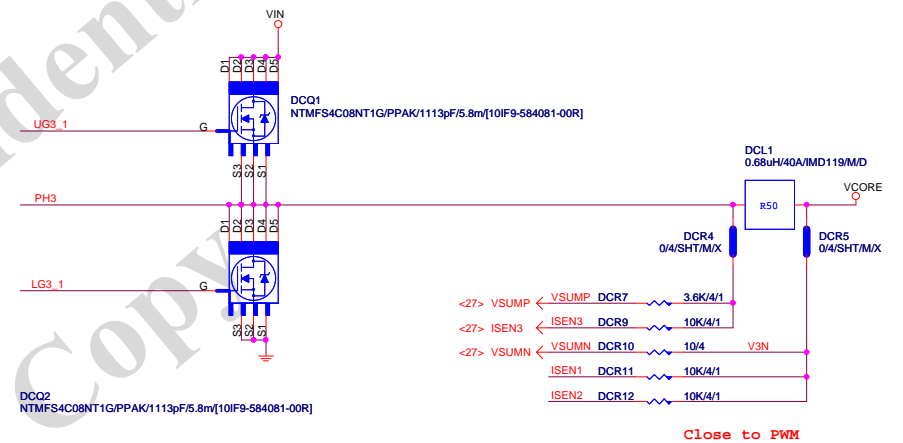 VIN
D1
D2
D3
D4
D5
DCQ1
NTMFS4C08NT1G/PPAK/1113pF/5.8m/[10IF9-584081-00R]
UG3_1
G
S3
S2
S1
DCL1
0.68uH/40A/IMD119/M/D
VCORE
PH3
R50
D1
D2
D3
D4
D5
DCR4
0/4/SHT/M/X
DCR5
0/4/SHT/M/X
LG3_1
G
S3
S2
S1
<27> VSUMP VSUMP DCR7 3.6K/4/1
<27> ISEN3 DCR9 10K/4/1
<27> VSUMN VSUMN DCR10 10/4 V3N
ISEN1 DCR11 10K/4/1
ISEN2 DCR12 10K/4/1
DCQ2
NTMFS4C08NT1G/PPAK/1113pF/5.8m/[10IF9-584081-00R]
Close to PWM
Copy